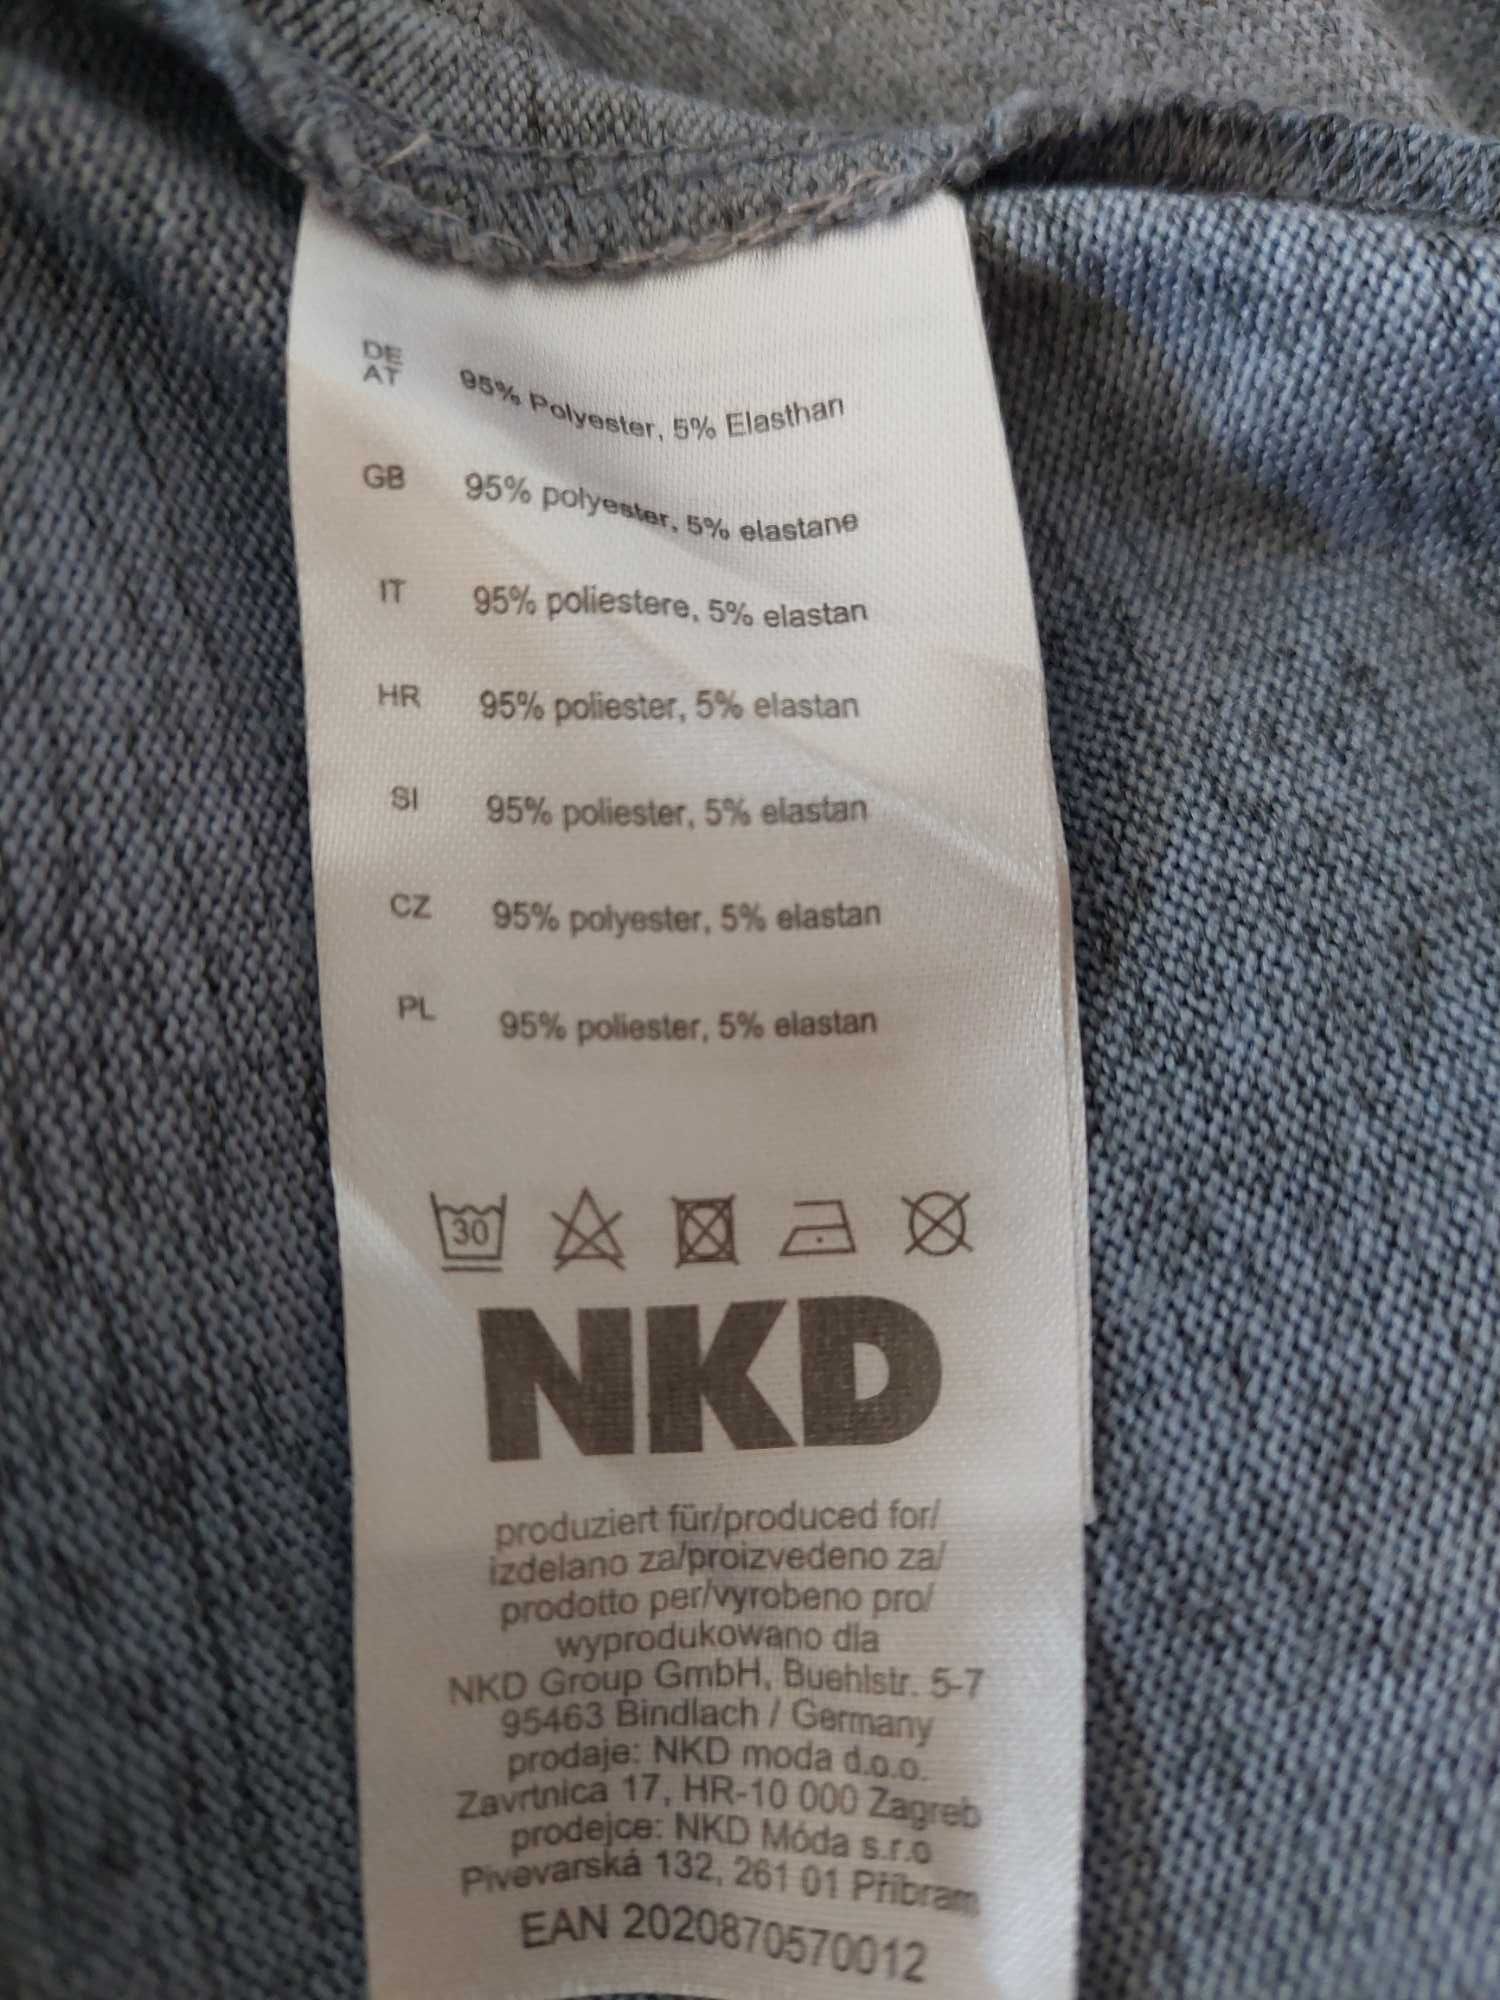 DE
AT 95% Polyester, 5% Elasthan
GB 95% polyester, 5% elastane
IT 95% poliestere, 5% elastan
HR 95% poliester, 5% elastan
SI 95% poliester, 5% elastan
CZ 95% polyester, 5% elastan
PL 95% poliester, 5% elastan
30
NKD
produziert für/produced for/
izdelano za/proizvedeno za/
prodotto per/vyrobeno pro/
wyprodukowano dla
NKD Group GmbH, Buehlstr. 5-7
95463 Bindlach / Germany
prodaje: NKD moda d.o.o.
Zavrtnica 17, HR-10 000 Zagreb
prodejce: NKD Móda s.r.o
Pivevarská 132, 261 01 Příbram
EAN 2020870570012